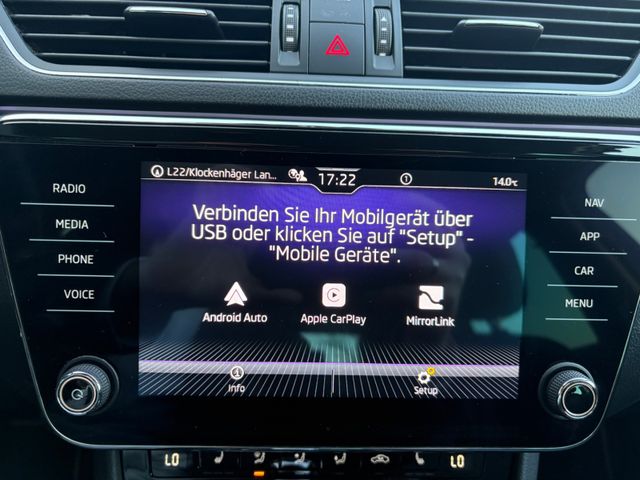 L22/Klockenhäger Lan...
17:22
1
14.0°C
RADIO
MEDIA
PHONE
VOICE
Verbinden Sie Ihr Mobilgerät über
USB oder klicken Sie auf "Setup" -
"Mobile Geräte".
Android Auto
Apple CarPlay
MirrorLink
Info
Setup
NAV
APP
CAR
MENU
LO
LO